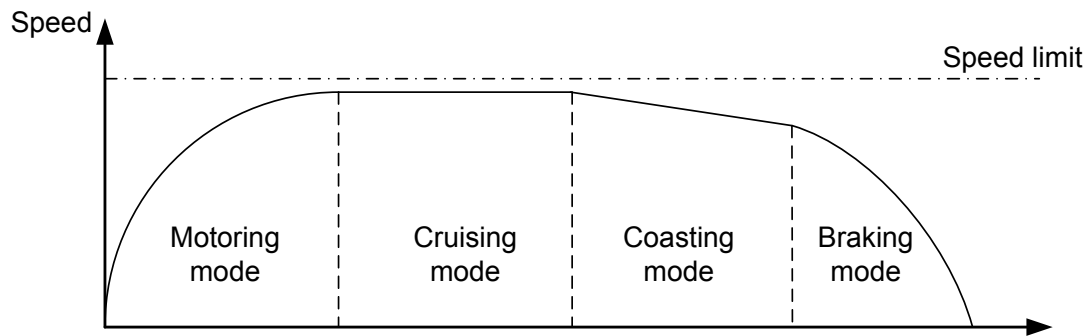 Speed
Speed limit
Motoring
mode
Cruising
mode
Coasting
mode
Braking
mode